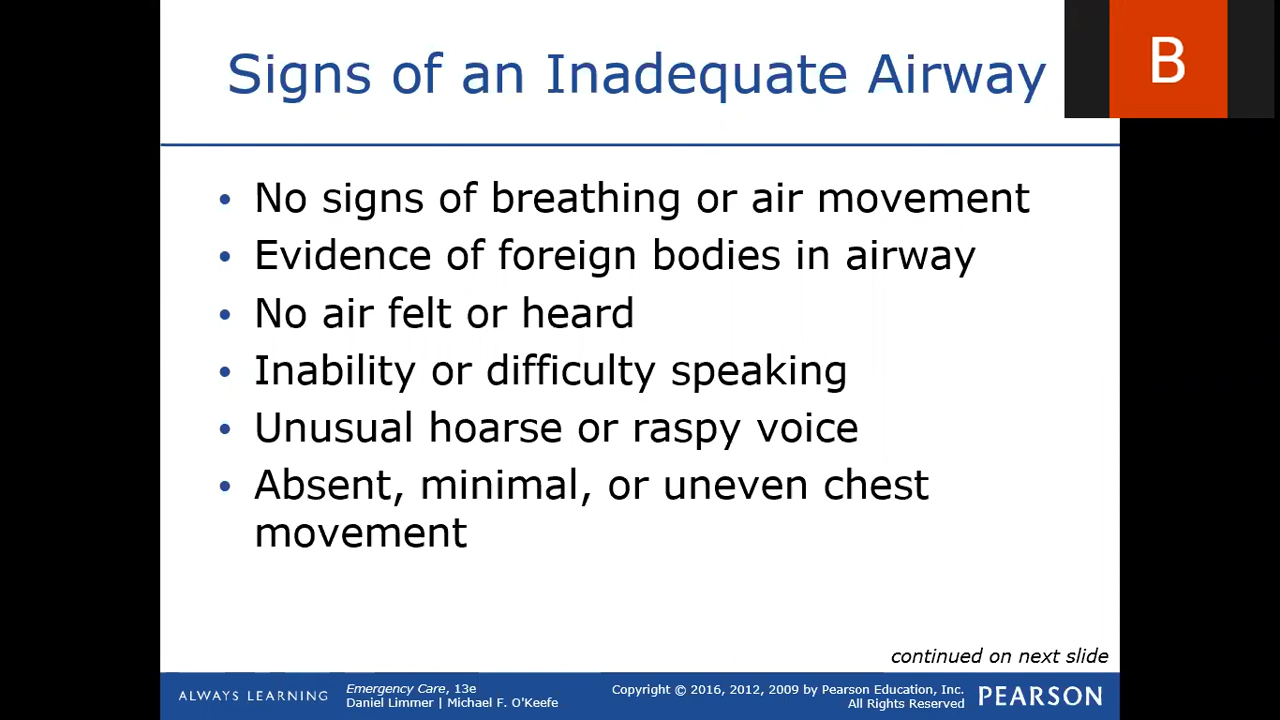 Signs of an Inadequate Airway
B
• No signs of breathing or air movement
• Evidence of foreign bodies in airway
• No air felt or heard
• Inability or difficulty speaking
• Unusual hoarse or raspy voice
• Absent, minimal, or uneven chest
movement
continued on next slide
ALWAYS LEARNING
Emergency Care, 13e
Daniel Limmer | Michael F. O'Keefe
Copyright © 2016, 2012, 2009 by Pearson Education, Inc.
All Rights Reserved
PEARSON